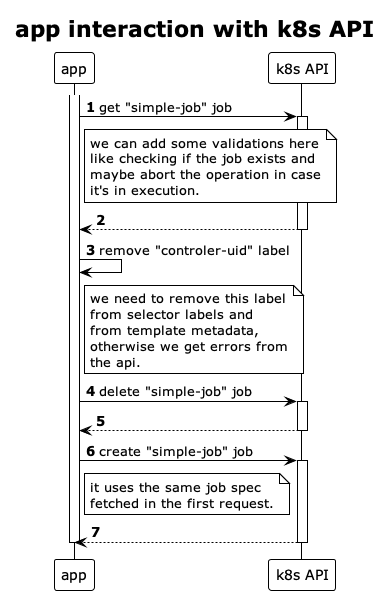 app interaction with k8s API
app
k8s API
1 get "simple-job" job
we can add some validations here
like checking if the job exists and
maybe abort the operation in case
it's in execution.
2
3 remove "controler-uid" label
we need to remove this label
from selector labels and
from template metadata,
otherwise we get errors from
the api.
4 delete "simple-job" job
5
6 create "simple-job" job
it uses the same job spec
fetched in the first request.
7
app
k8s API